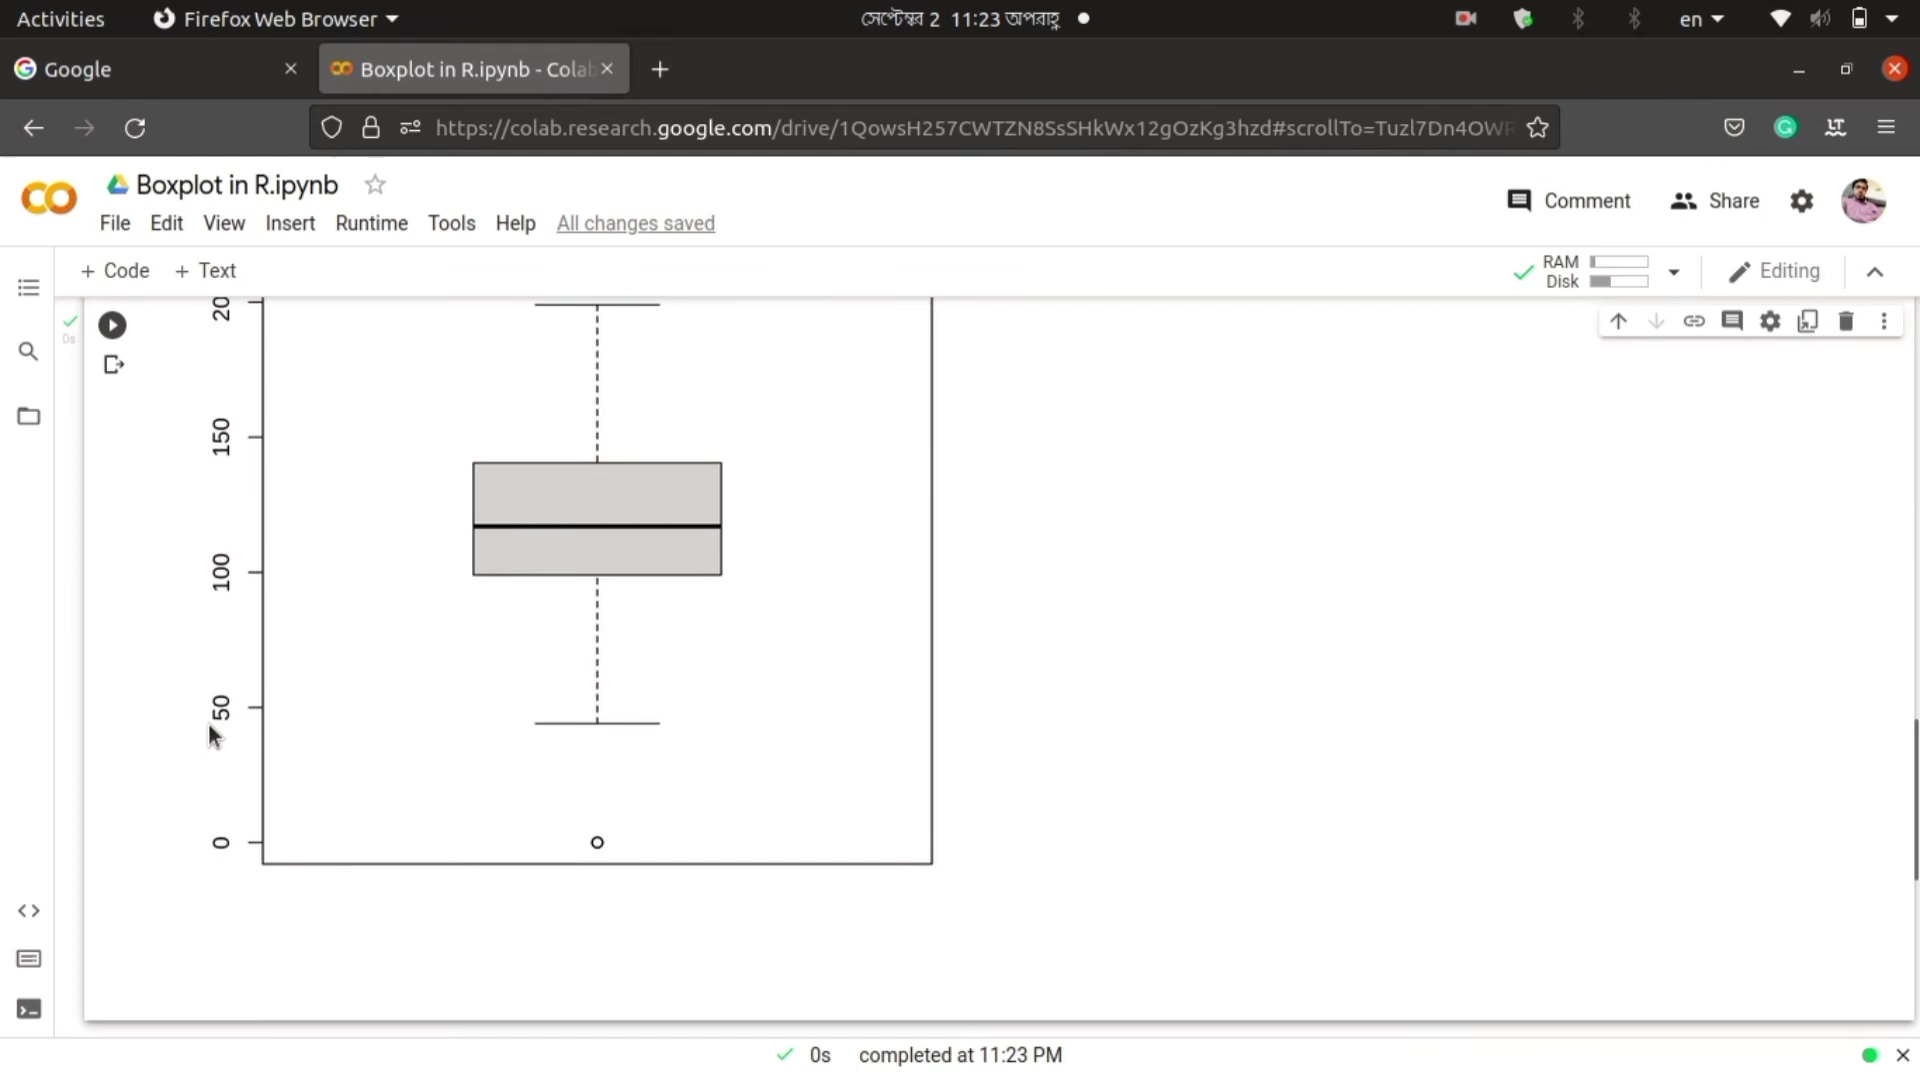 Activities Firefox Web Browser সেপ্টেম্বর 2 11:23 অপরাহ্ণ en
Google Boxplot in R.ipynb - Colab
https://colab.research.google.com/drive/1QowsH257CWTZN8SsSHkWx12gOzKg3hzd#scrollTo=Tuzl7Dn4OWR
Boxplot in R.ipynb
Comment Share
File Edit View Insert Runtime Tools Help All changes saved
+ Code + Text RAM Disk Editing
0s
20
150
100
50
0
0s completed at 11:23 PM